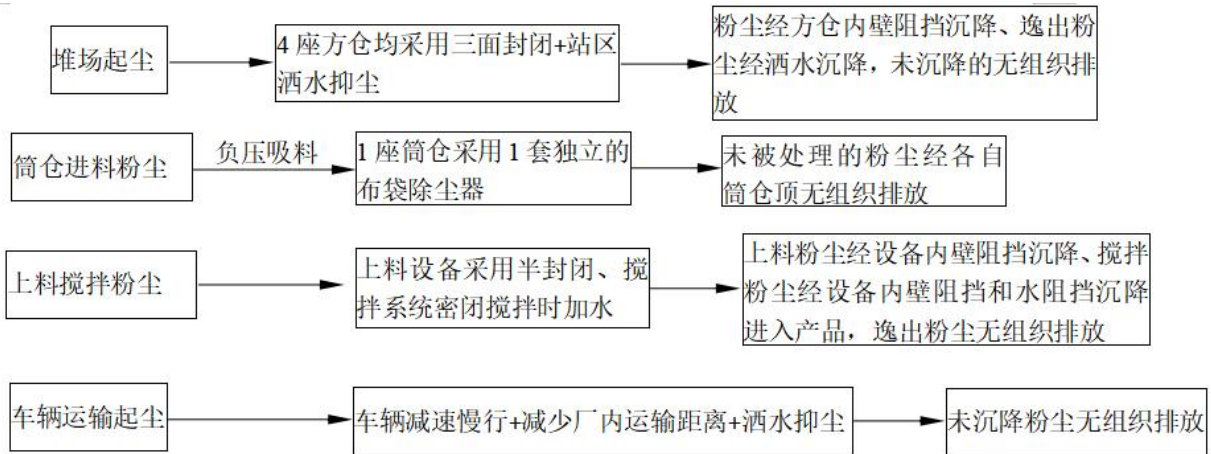 堆场起尘
4座方仓均采用三面封闭+站区
洒水抑尘
粉尘经方仓内壁阻挡沉降、逸出粉
尘经洒水沉降，未沉降的无组织排
放
筒仓进料粉尘
负压吸料
1座筒仓采用1套独立的
布袋除尘器
未被处理的粉尘经各自
筒仓顶无组织排放
上料搅拌粉尘
上料设备采用半封闭、搅
拌系统密闭搅拌时加水
上料粉尘经设备内壁阻挡沉降、搅拌
粉尘经设备内壁阻挡和水阻挡沉降
进入产品，逸出粉尘无组织排放
车辆运输起尘
车辆减速慢行+减少厂内运输距离+洒水抑尘
未沉降粉尘无组织排放